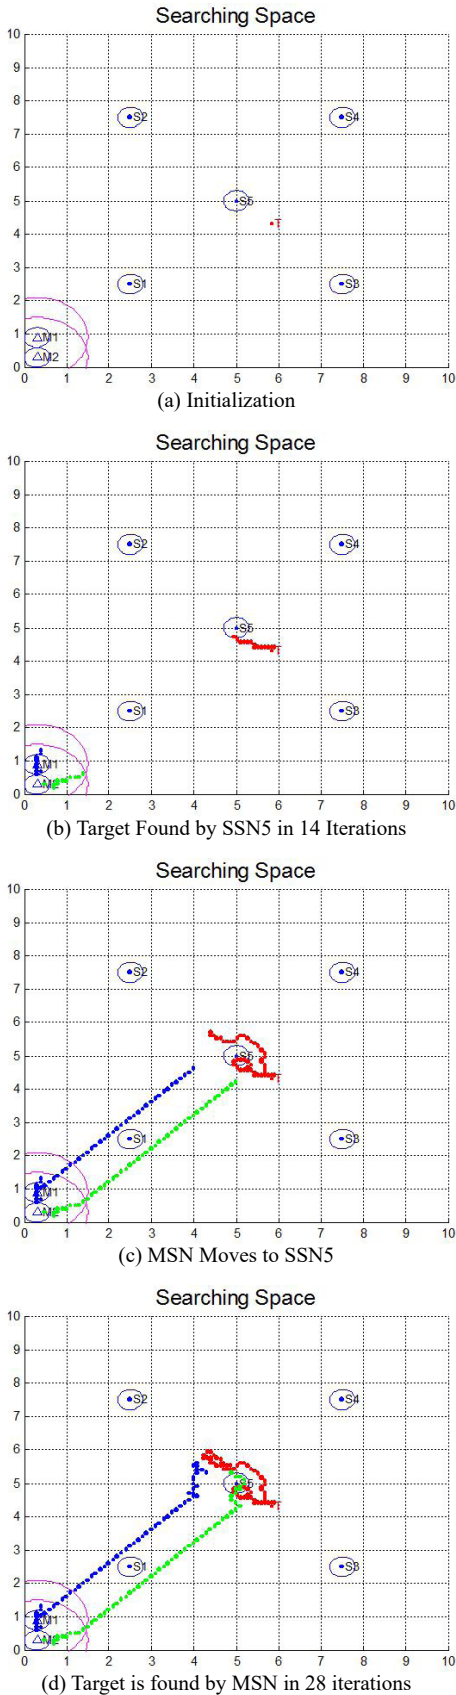 Searching Space
10
9
8
7
6
5
4
3
2
1
0
S2
S4
S5
T
S1
S3
M1
M2
0 1 2 3 4 5 6 7 8 9 10
(a) Initialization
Searching Space
10
9
8
7
6
5
4
3
2
1
0
S2
S4
S5
T
S1
S3
M1
M2
0 1 2 3 4 5 6 7 8 9 10
(b) Target Found by SSN5 in 14 Iterations
Searching Space
10
9
8
7
6
5
4
3
2
1
0
S2
S4
S5
T
S1
S3
M1
M2
0 1 2 3 4 5 6 7 8 9 10
(c) MSN Moves to SSN5
Searching Space
10
9
8
7
6
5
4
3
2
1
0
S2
S4
S5
T
S1
S3
M1
M2
0 1 2 3 4 5 6 7 8 9 10
(d) Target is found by MSN in 28 iterations